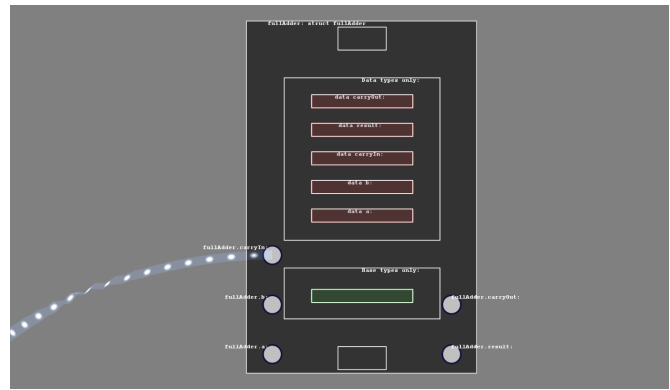 fullAdder: struct fullAdder
Data types only:
data carryOut:
data result:
data carryIn:
data b:
data a:
fullAdder.carryIn:
Base types only:
fullAdder.b:
fullAdder.carryOut:
fullAdder.a:
fullAdder.result: